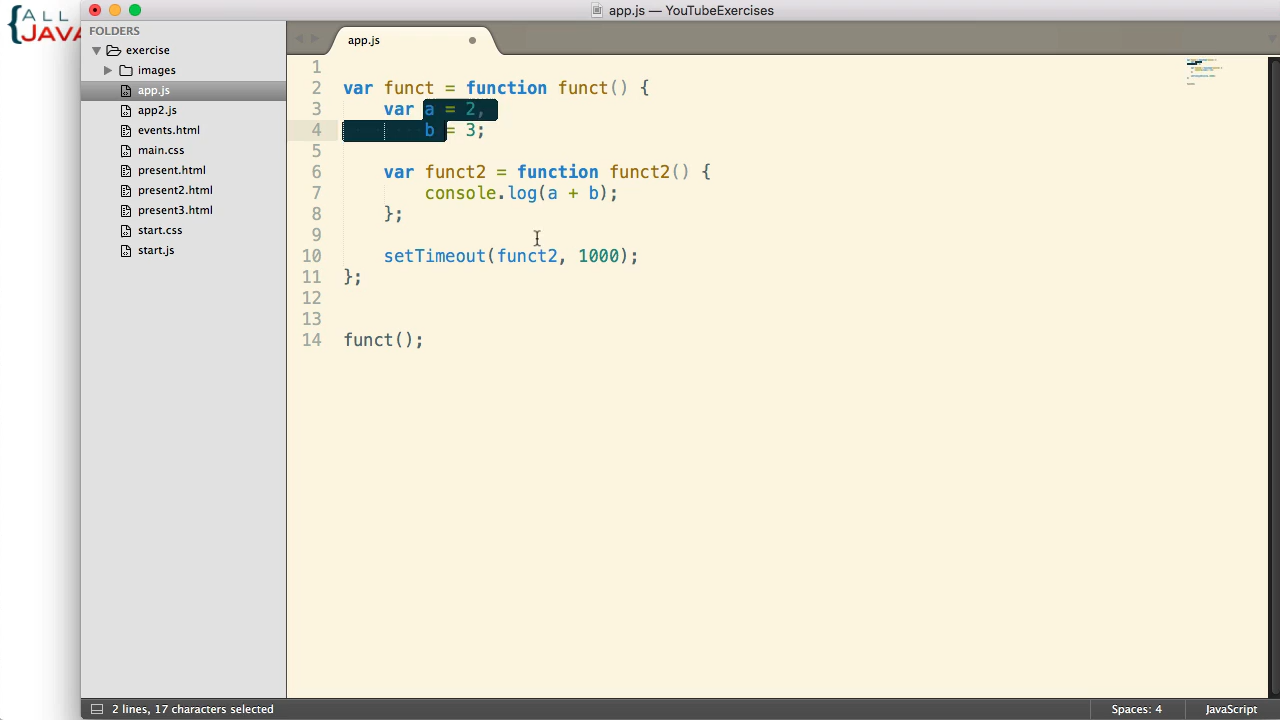 {ALL
JAVA
app.js — YouTubeExercises
FOLDERS
exercise
images
app.js
app2.js
events.html
main.css
present.html
present2.html
present3.html
start.css
start.js
app.js
1
2 var funct = function funct() {
3 var a = 2,
4 b = 3;
5
6 var funct2 = function funct2() {
7 console.log(a + b);
8 };
9
10 setTimeout(funct2, 1000);
11 };
12
13
14 funct();
2 lines, 17 characters selected
Spaces: 4
JavaScript